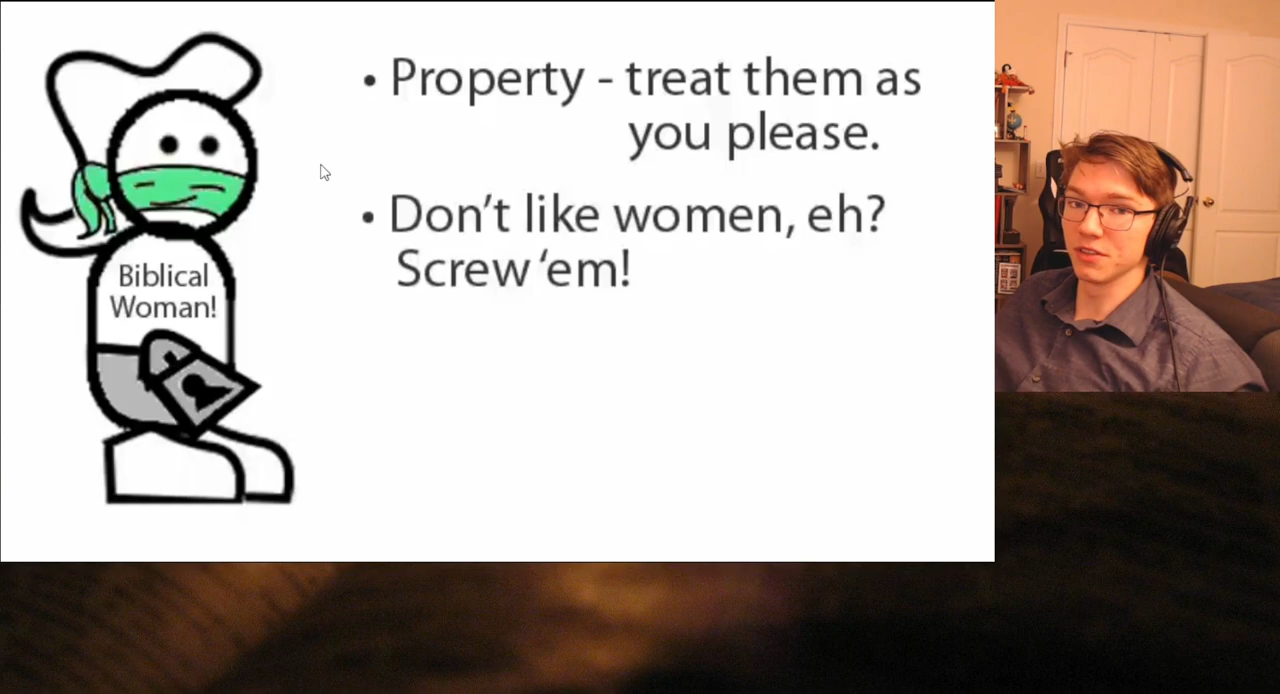 • Property - treat them as
you please.
• Don't like women, eh?
Screw 'em!
Biblical
Woman!